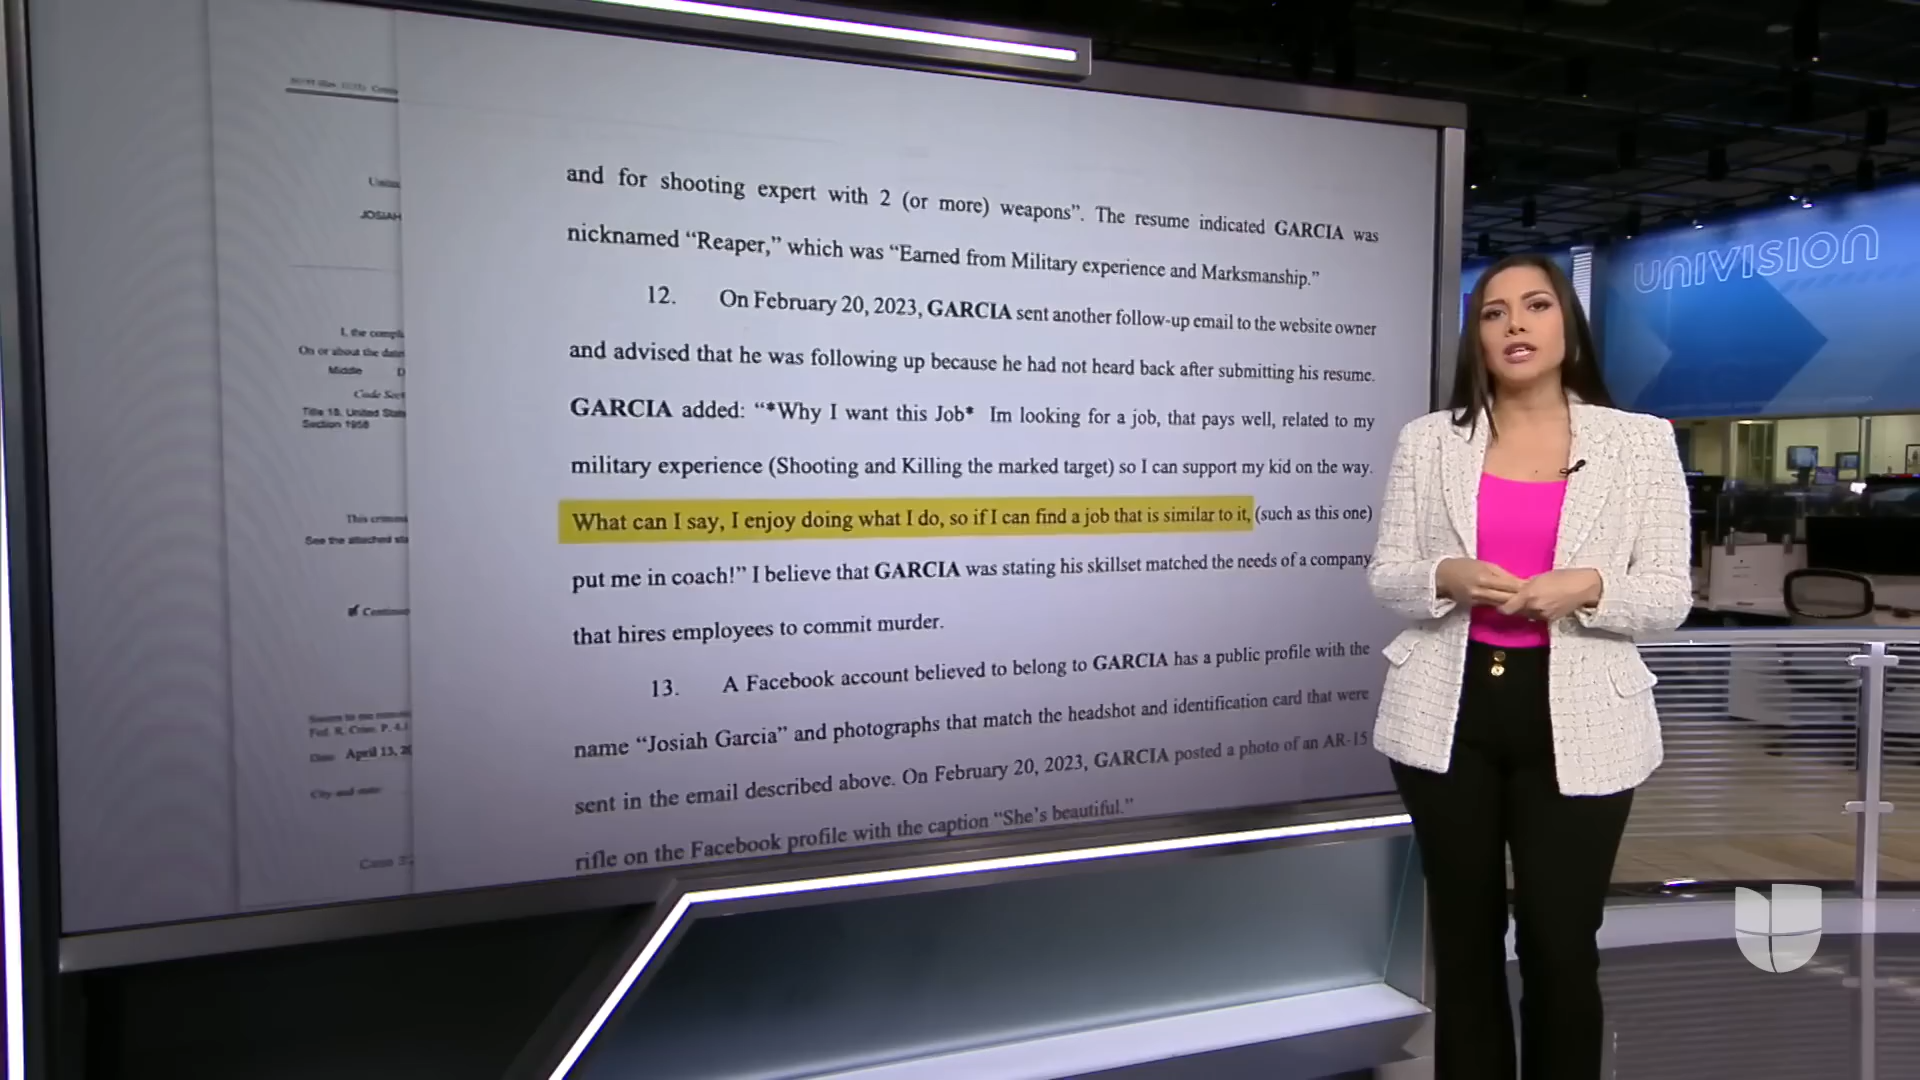 JOSIAH
I, the
On or about the date
Middle D
Title 18, United
Section 1958
See the attached
April 13,
and for shooting expert with 2 (or more) weapons”. The resume indicated GARCIA was
nicknamed “Reaper,” which was “Earned from Military experience and Marksmanship.”
12. On February 20, 2023, GARCIA sent another follow-up email to the website owner
and advised that he was following up because he had not heard back after submitting his resume.
GARCIA added: “*Why I want this Job* Im looking for a job, that pays well, related to my
military experience (Shooting and Killing the marked target) so I can support my kid on the way.
What can I say, I enjoy doing what I do, so if I can find a job that is similar to it, (such as this one)
put me in coach!” I believe that GARCIA was stating his skillset matched the needs of a company
that hires employees to commit murder.
13. A Facebook account believed to belong to GARCIA has a public profile with the
name “Josiah Garcia” and photographs that match the headshot and identification card that were
sent in the email described above. On February 20, 2023, GARCIA posted a photo of an AR-15
rifle on the Facebook profile with the caption “She’s beautiful.”
UNIVISION